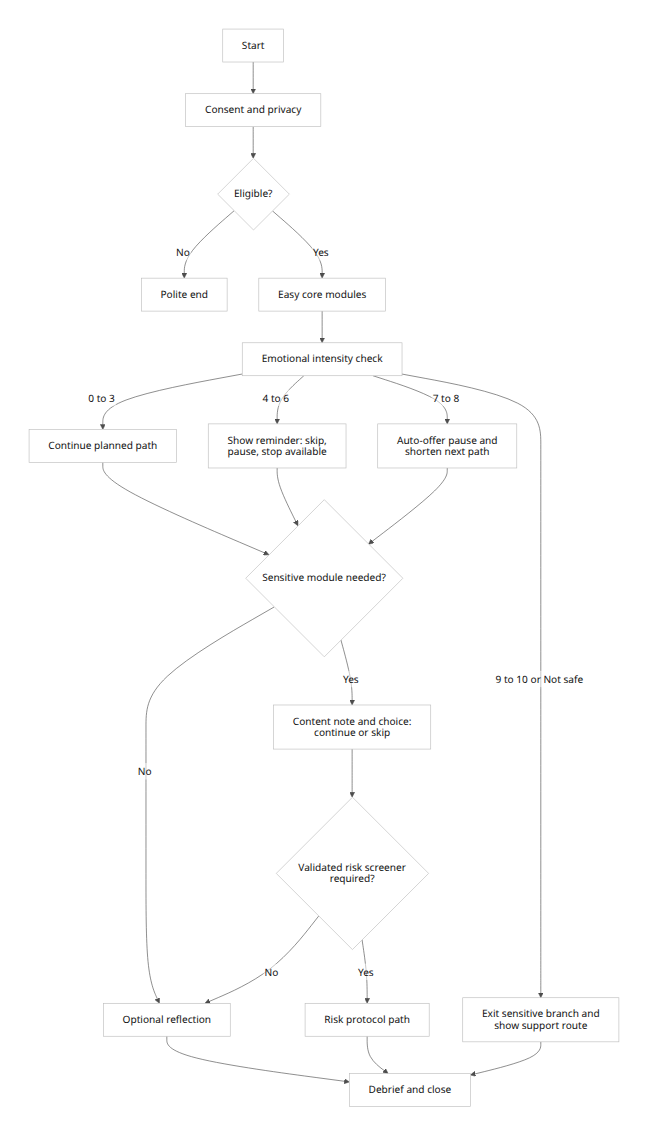 Start
Consent and privacy
Eligible?
No
Yes
Polite end
Easy core modules
Emotional intensity check
0 to 3
4 to 6
7 to 8
Continue planned path
Show reminder: skip,
pause, stop available
Auto-offer pause and
shorten next path
Sensitive module needed?
Yes
9 to 10 or Not safe
Content note and choice:
continue or skip
No
Validated risk screener
required?
No
Yes
Optional reflection
Risk protocol path
Exit sensitive branch and
show support route
Debrief and close